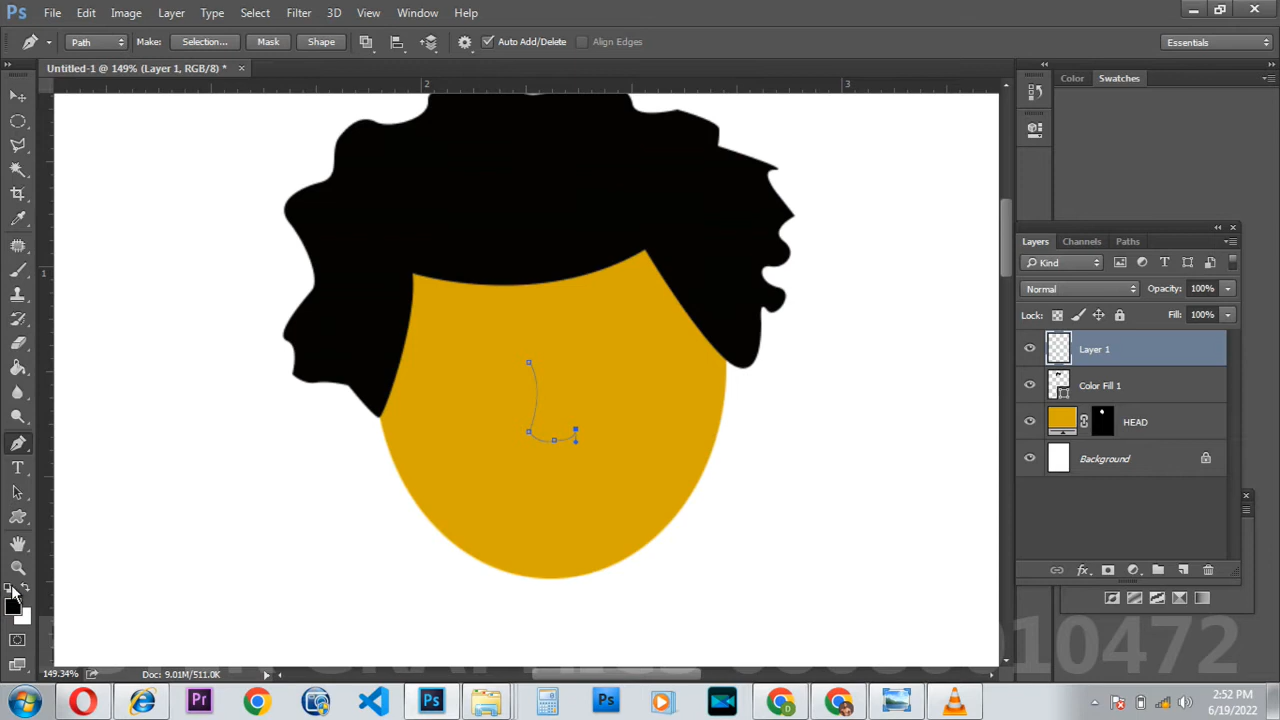 Ps File Edit Image Layer Type Select Filter 3D View Window Help
Path Make: Selection... Mask Shape Auto Add/Delete Align Edges Essentials
Untitled-1 @ 149% (Layer 1, RGB/8) *
Color Swatches
2 3
1
Layers Channels Paths
Kind
Normal Opacity: 100%
Lock: Fill: 100%
Layer 1
Color Fill 1
HEAD
Background
149.34% Doc: 9.01M/511.0K
2:52 PM
6/19/2022